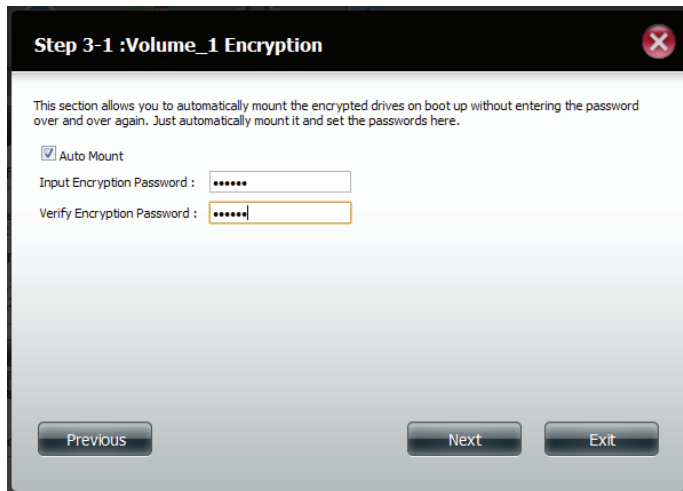 Step 3-1 :Volume_1 Encryption
This section allows you to automatically mount the encrypted drives on boot up without entering the password
over and over again. Just automatically mount it and set the passwords here.
Auto Mount
Input Encryption Password : ••••••
Verify Encryption Password : ••••••
Previous Next Exit